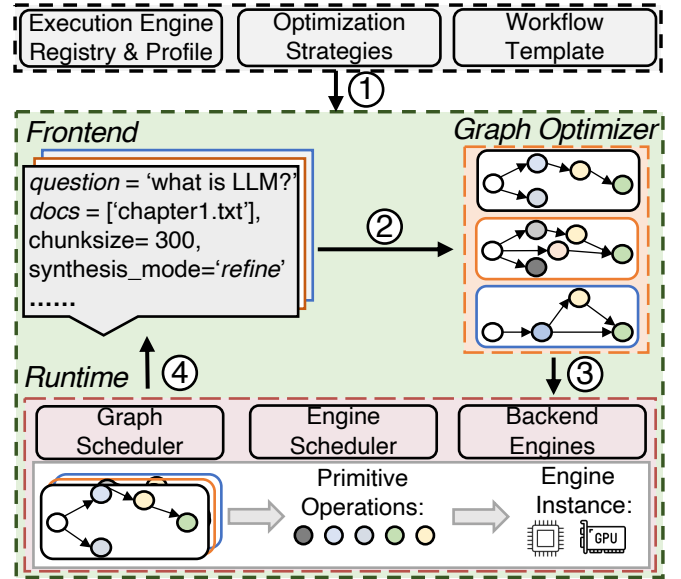 Execution Engine
Registry & Profile
Optimization
Strategies
Workflow
Template
①
Frontend
Graph Optimizer
question = ‘what is LLM?’
docs = [‘chapter1.txt’],
chunksize= 300,
synthesis_mode=‘refine’
......
②
③
④
Runtime
Graph
Scheduler
Engine
Scheduler
Backend
Engines
Primitive
Operations:
Engine
Instance:
GPU